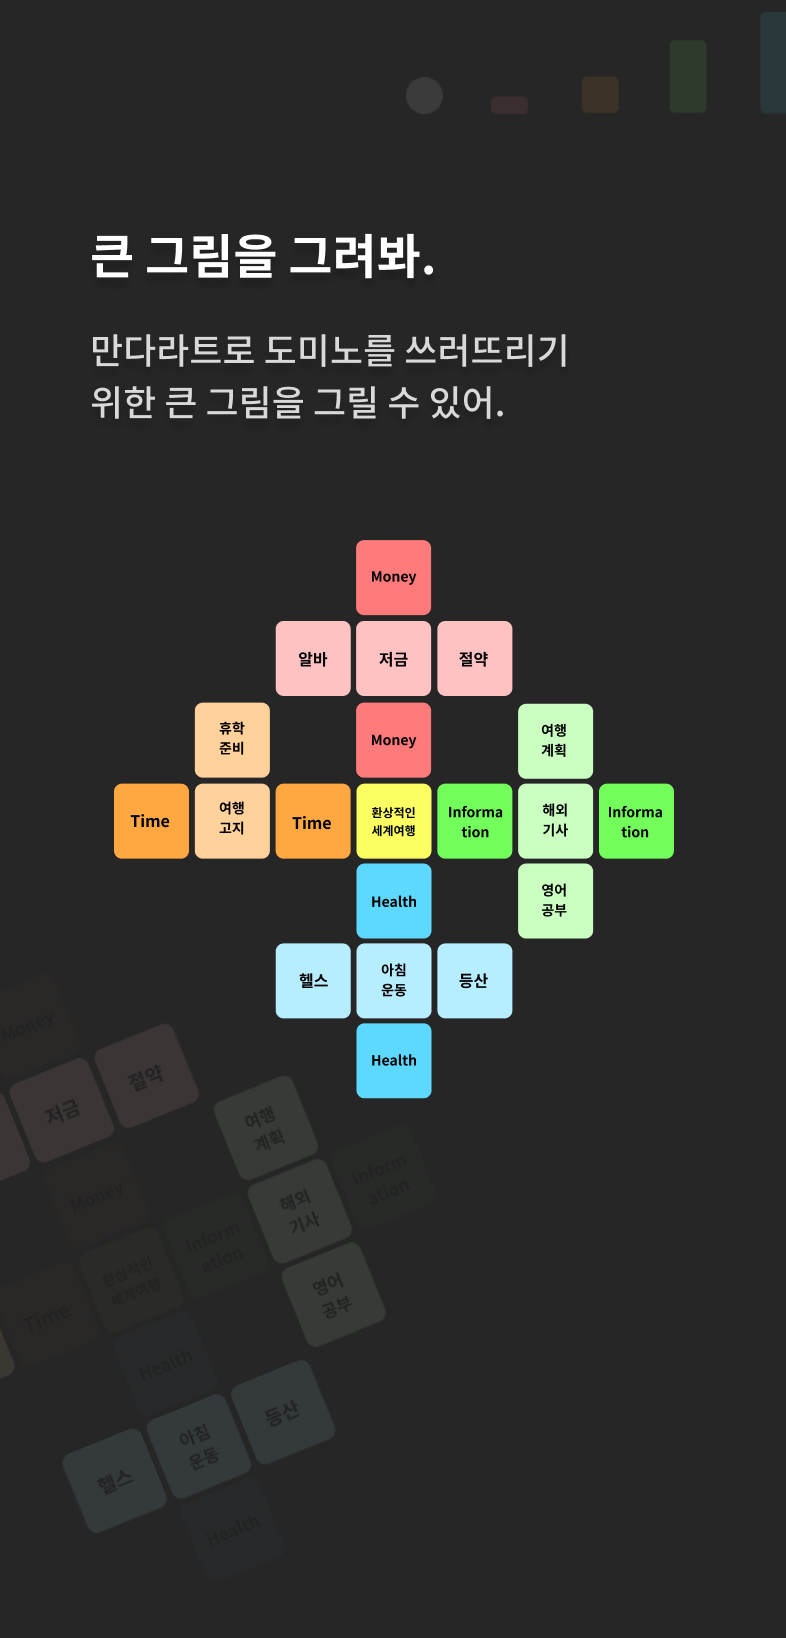 큰 그림을 그려봐.
만다라트로 도미노를 쓰러뜨리기
위한 큰 그림을 그릴 수 있어.
Money
알바 저금 절약
휴학
준비
Money
여행
계획
Time
여행
고지
Time
환상적인
세계여행
Informa
tion
해외
기사
Informa
tion
Health
영어
공부
헬스
아침
운동
등산
Health
Money
저금
절약
여행
계획
Money
해외
기사
Inform
ation
Inform
ation
환상적인
세계여행
Time
영어
공부
Health
등산
아침
운동
헬스
Health